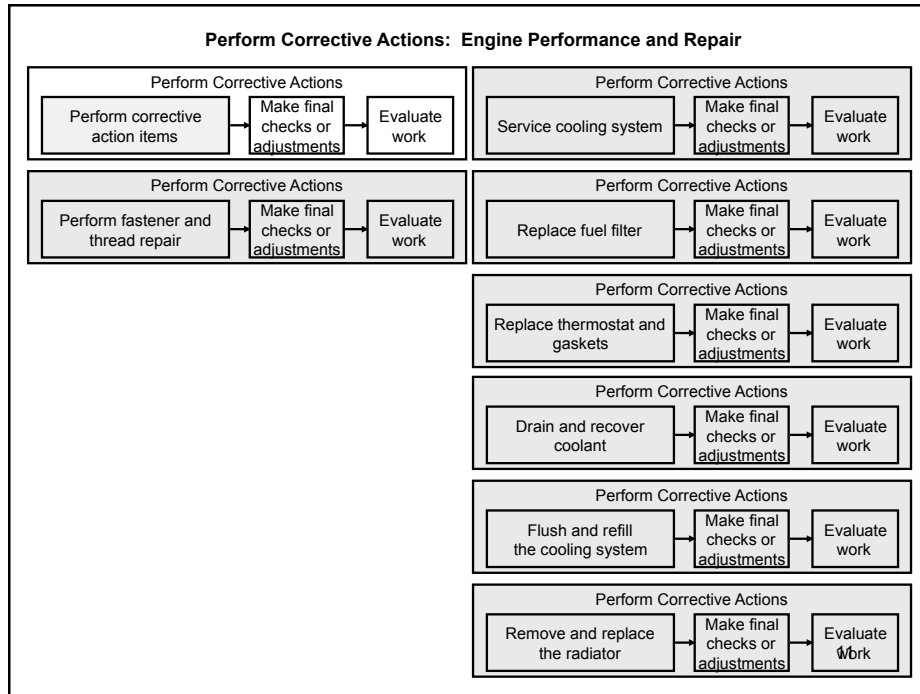 Perform Corrective Actions: Engine Performance and Repair
Perform Corrective Actions
Perform corrective
action items
Make final
checks or
adjustments
Evaluate
work
Perform Corrective Actions
Service cooling system
Make final
checks or
adjustments
Evaluate
work
Perform Corrective Actions
Perform fastener and
thread repair
Make final
checks or
adjustments
Evaluate
work
Perform Corrective Actions
Replace fuel filter
Make final
checks or
adjustments
Evaluate
work
Perform Corrective Actions
Replace thermostat and
gaskets
Make final
checks or
adjustments
Evaluate
work
Perform Corrective Actions
Drain and recover
coolant
Make final
checks or
adjustments
Evaluate
work
Perform Corrective Actions
Flush and refill
the cooling system
Make final
checks or
adjustments
Evaluate
work
Perform Corrective Actions
Remove and replace
the radiator
Make final
checks or
adjustments
Evaluate
work
11